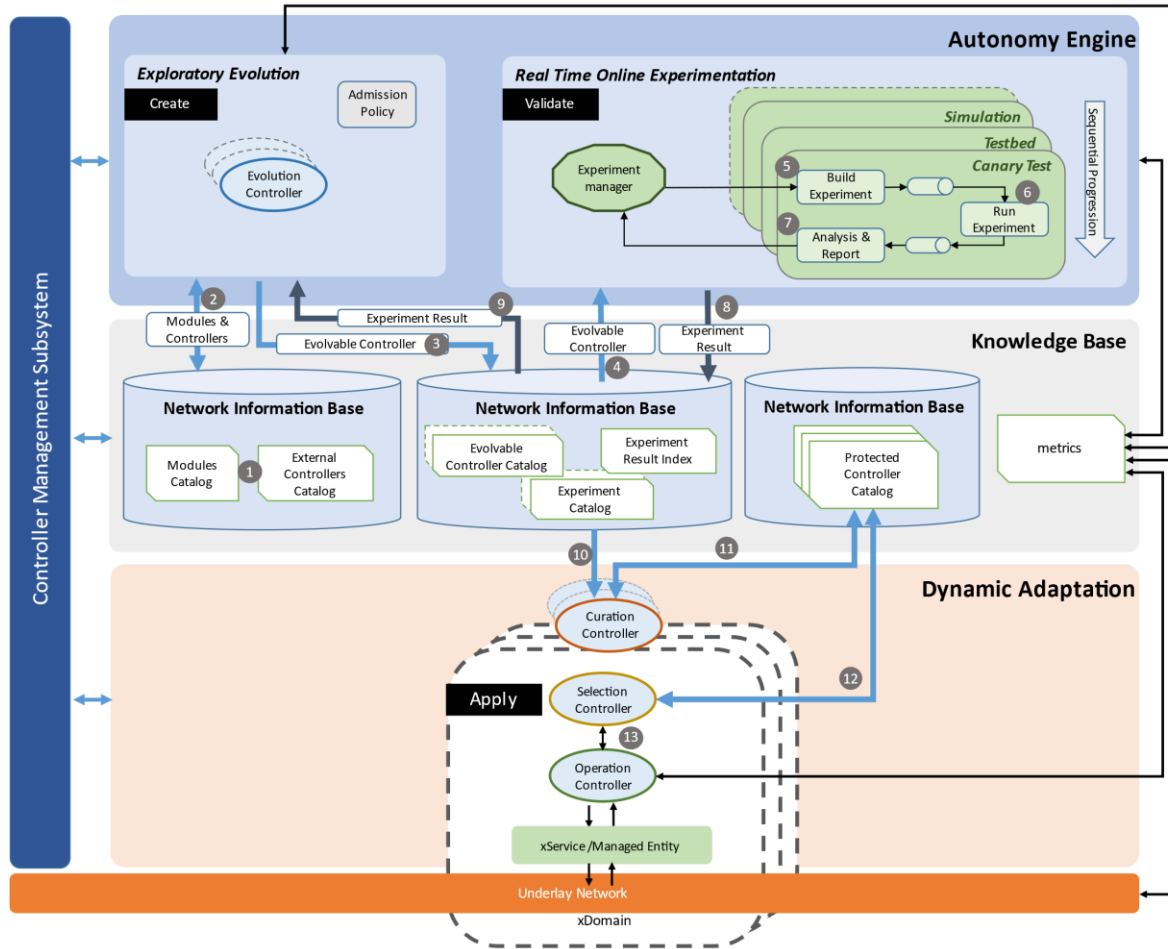 Controller Management Subsystem
Autonomy Engine
Exploratory Evolution
Create
Admission
Policy
Evolution
Controller
Real Time Online Experimentation
Validate
Experiment
manager
Simulation
Testbed
Canary Test
5
Build
Experiment
6
Run
Experiment
7
Analysis &
Report
Sequential Progression
2
Modules &
Controllers
9
Experiment Result
Evolvable Controller
3
Evolvable
Controller
4
8
Experiment
Result
Knowledge Base
Network Information Base
Modules
Catalog
1
External
Controllers
Catalog
Network Information Base
Evolvable
Controller Catalog
Experiment
Result Index
Experiment
Catalog
Network Information Base
Protected
Controller
Catalog
metrics
10
11
Dynamic Adaptation
Curation
Controller
Apply
Selection
Controller
12
13
Operation
Controller
xService/Managed Entity
Underlay Network
xDomain